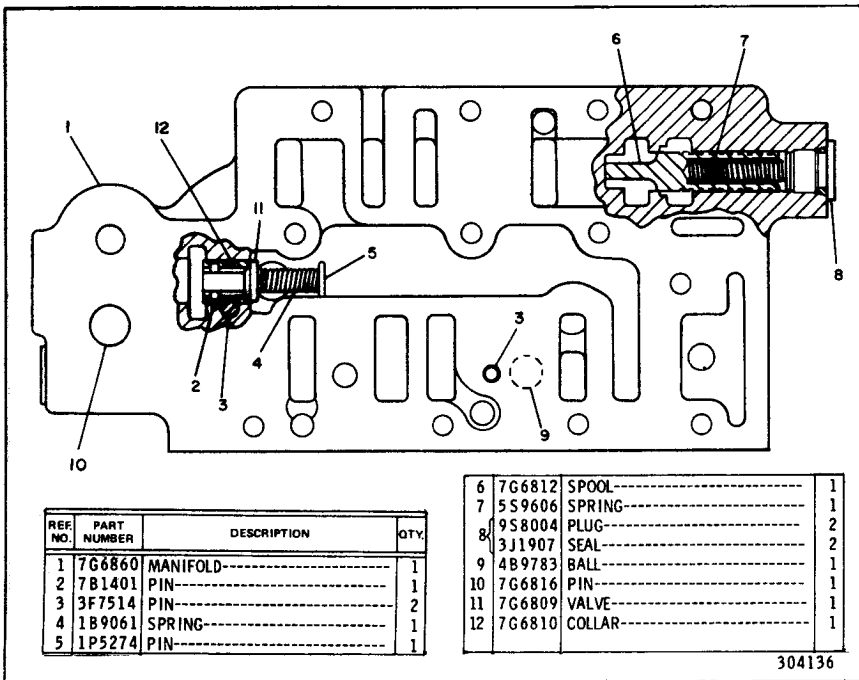 6
7
1
12
11
5
8
3
4
2
3
9
10
REF. NO. PART NUMBER DESCRIPTION QTY.
1 7G6860 MANIFOLD 1
2 7B1401 PIN 1
3 3F7514 PIN 2
4 1B9061 SPRING 1
5 1P5274 PIN 1
6 7G6812 SPOOL 1
7 5S9606 SPRING 1
8 9S8004 PLUG 2
3J1907 SEAL 2
9 4B9783 BALL 1
10 7G6816 PIN 1
11 7G6809 VALVE 1
12 7G6810 COLLAR 1
304136